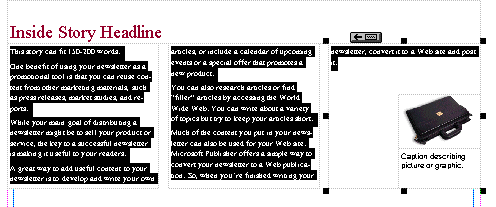 Inside Story Headline
This story can fit 150-200 words.
One benefit of using your newsletter as a
promotional tool is that you can reuse con-
tent from other marketing materials, such
as press releases, market studies, and re-
ports.
While your main goal of distributing a
newsletter might be to sell your product or
service, the key to a successful newsletter
is making it useful to your readers.
A great way to add useful content to your
newsletter is to develop and write your own
articles, or include a calendar of upcoming
events or a special offer that promotes a
new product.
You can also research articles or find
"filler" articles by accessing the World
Wide Web. You can write about a variety
of topics but try to keep your articles short.
Much of the content you put in your news-
letter can also be used for your Web site.
Microsoft Publisher offers a simple way to
convert your newsletter to a Web publica-
tion. So, when you're finished writing your
newsletter, convert it to a Web site and post
it.
Caption describing
picture or graphic.